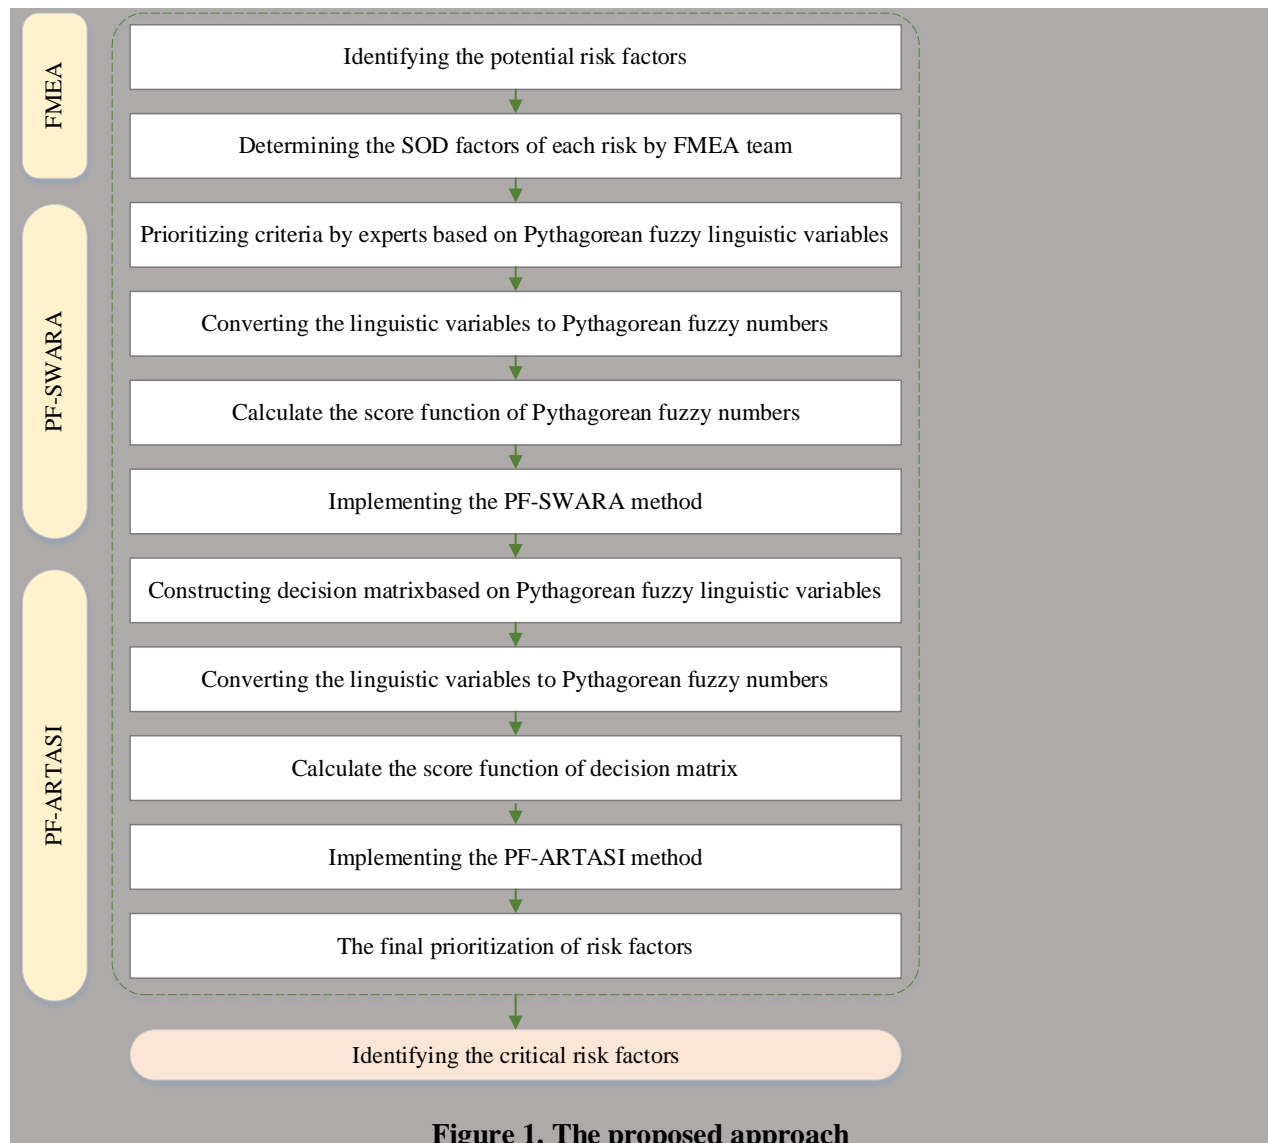 FMEA
Identifying the potential risk factors
Determining the SOD factors of each risk by FMEA team
PF-SWARA
Prioritizing criteria by experts based on Pythagorean fuzzy linguistic variables
Converting the linguistic variables to Pythagorean fuzzy numbers
Calculate the score function of Pythagorean fuzzy numbers
Implementing the PF-SWARA method
PF-ARTASI
Constructing decision matrixbased on Pythagorean fuzzy linguistic variables
Converting the linguistic variables to Pythagorean fuzzy numbers
Calculate the score function of decision matrix
Implementing the PF-ARTASI method
The final prioritization of risk factors
Identifying the critical risk factors
Figure 1. The proposed approach